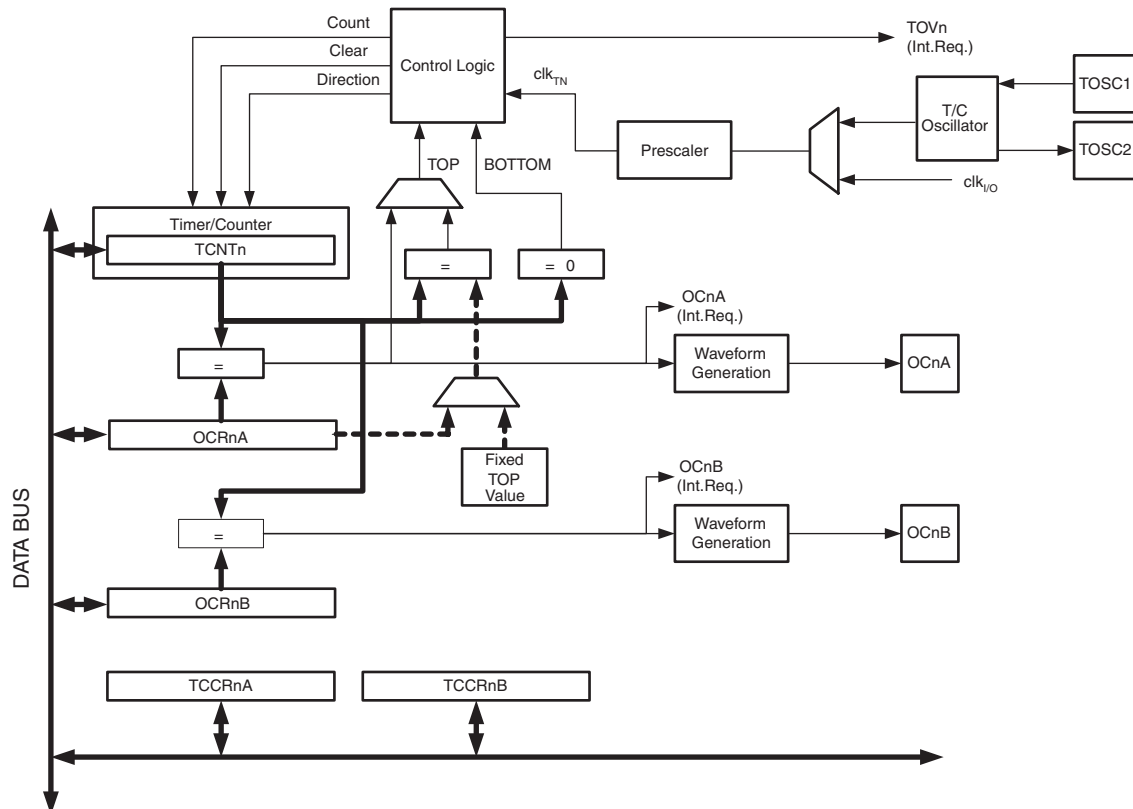 Count
Clear
Direction
Control Logic
clkTN
TOVn
(Int.Req.)
TOSC1
T/C
Oscillator
TOSC2
Prescaler
clkI/O
TOP
BOTTOM
Timer/Counter
TCNTn
=
= 0
OCnA
(Int.Req.)
=
Waveform
Generation
OCnA
OCRnA
Fixed
TOP
Value
OCnB
(Int.Req.)
=
Waveform
Generation
OCnB
DATA BUS
OCRnB
TCCRnA
TCCRnB